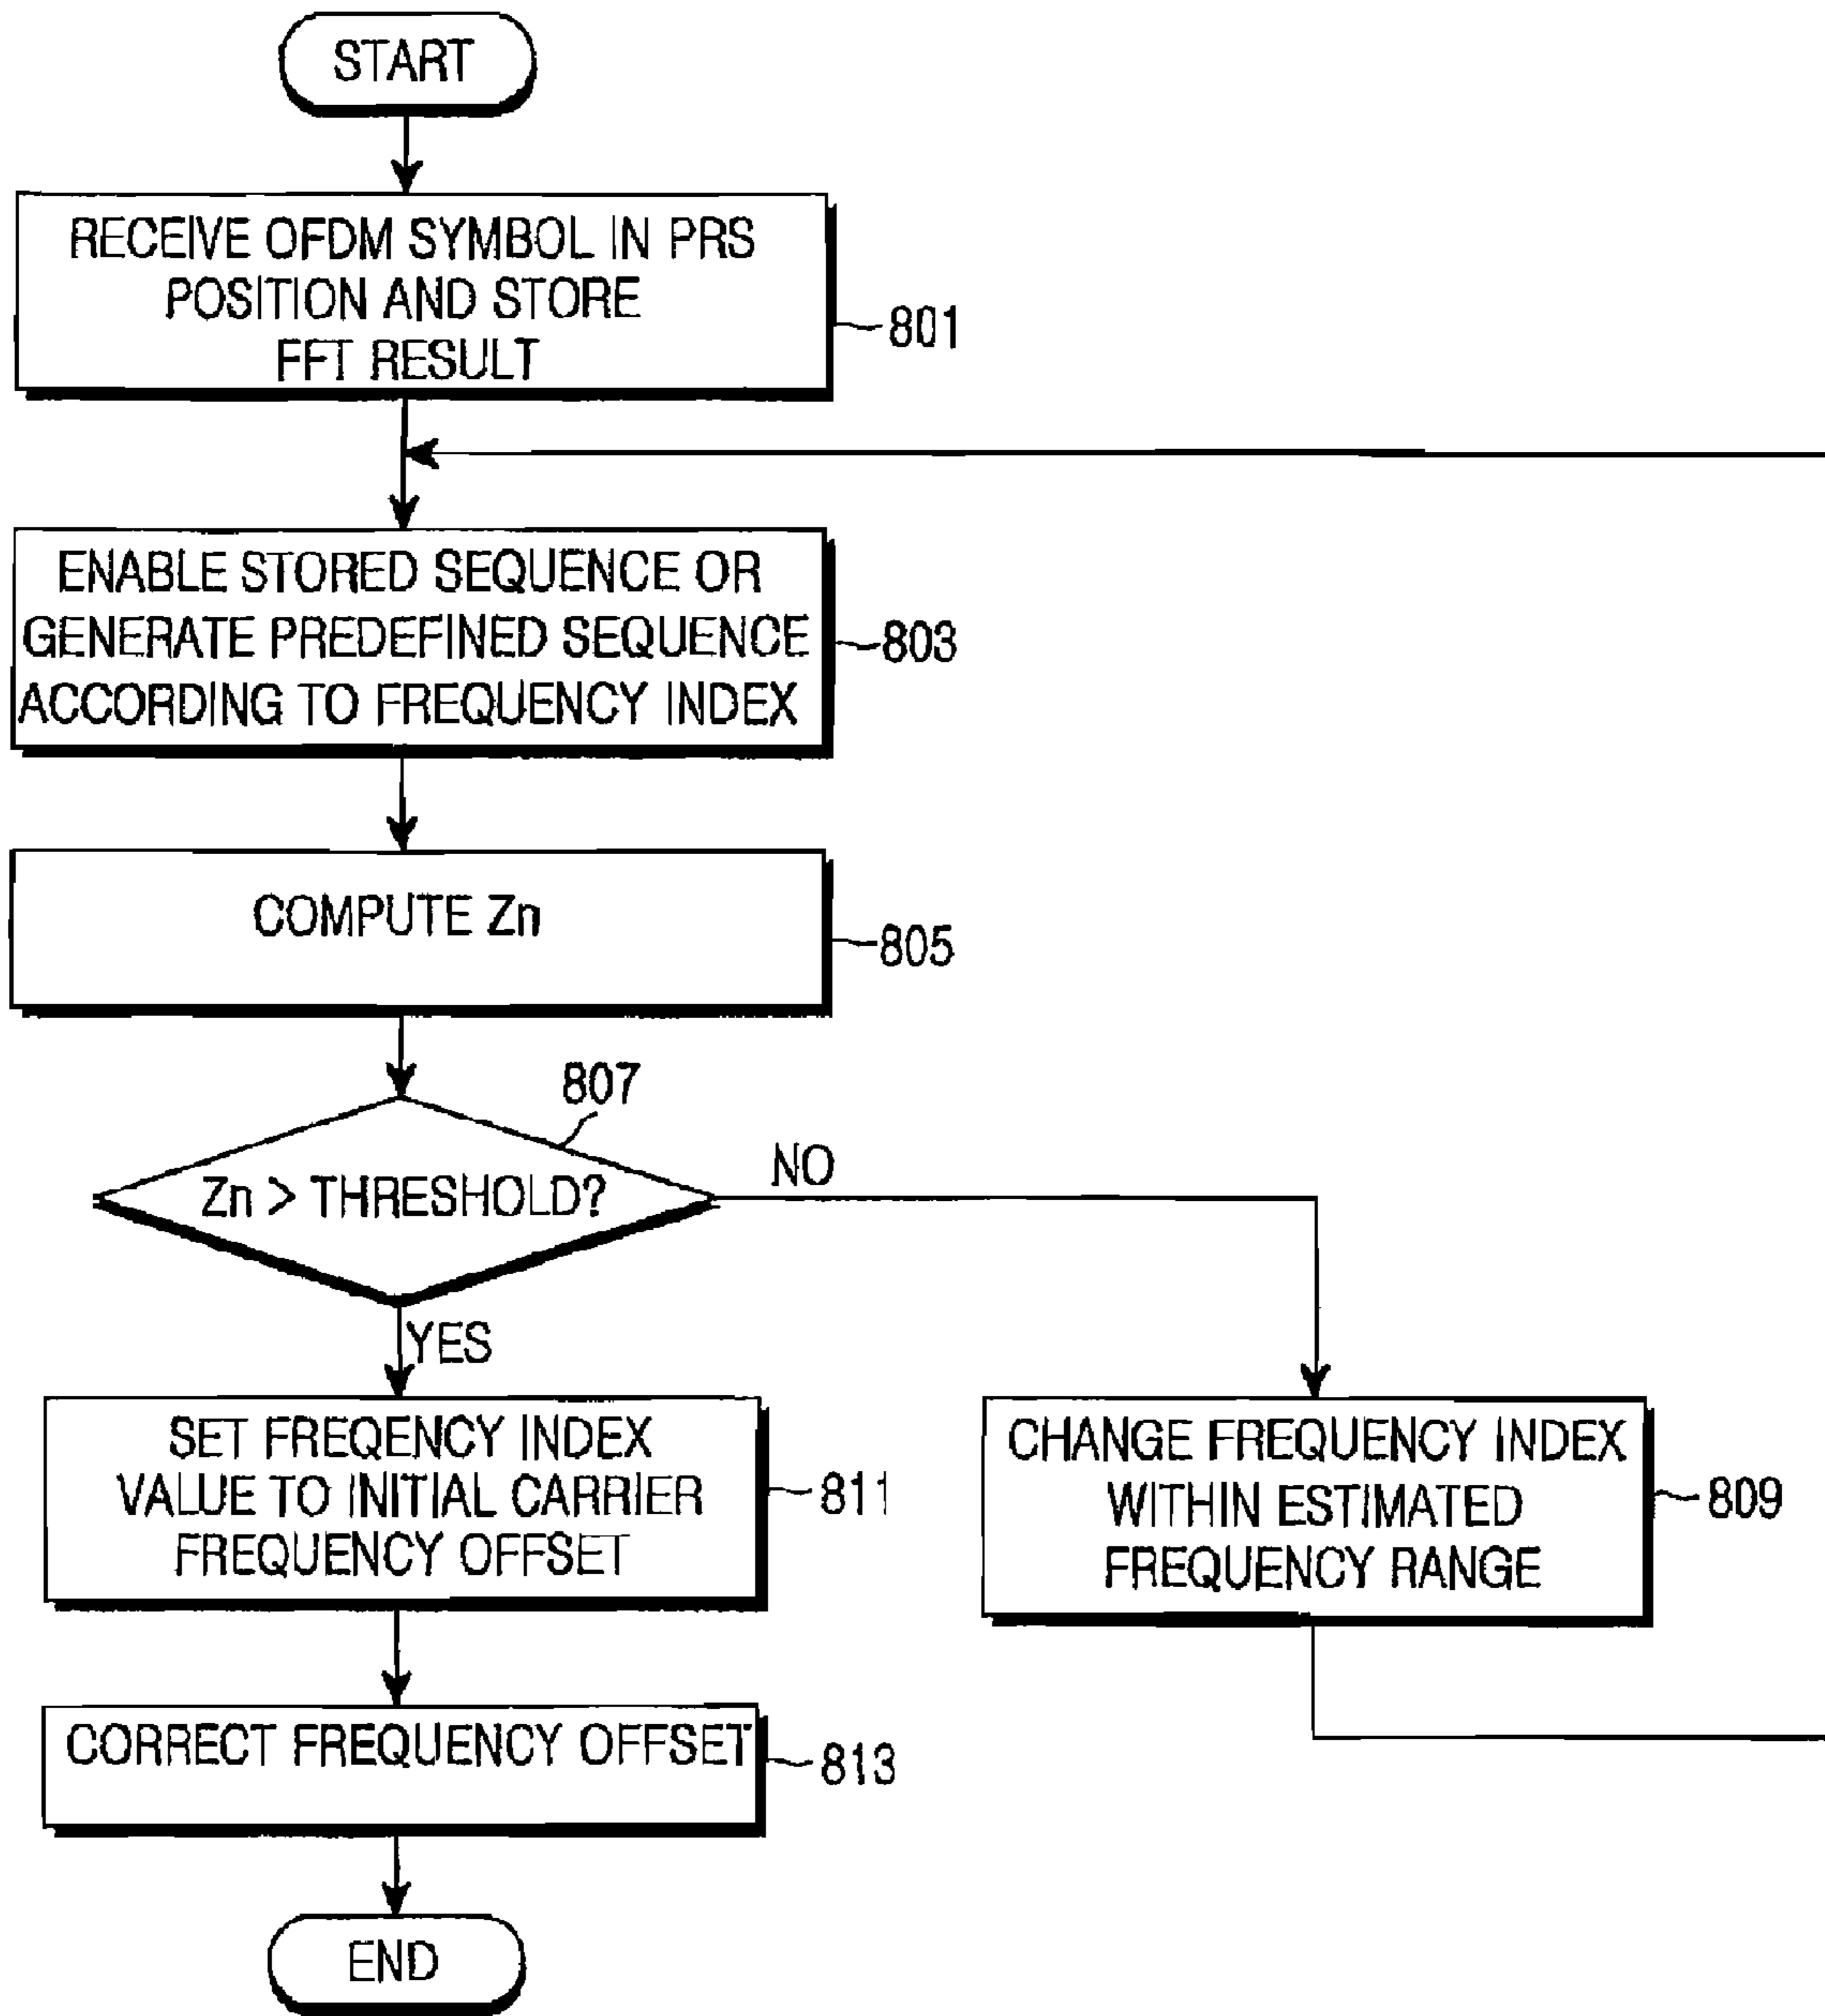 START
RECEIVE OFDM SYMBOL IN PRS
POSITION AND STORE
FFT RESULT
801
ENABLE STORED SEQUENCE OR
GENERATE PREDEFINED SEQUENCE
ACCORDING TO FREQUENCY INDEX
803
COMPUTE Zn
805
807
Zn > THRESHOLD?
NO
YES
SET FREQENCY INDEX
VALUE TO INITIAL CARRIER
FREQUENCY OFFSET
811
CHANGE FREQUENCY INDEX
WITHIN ESTIMATED
FREQUENCY RANGE
809
CORRECT FREQUENCY OFFSET
813
END